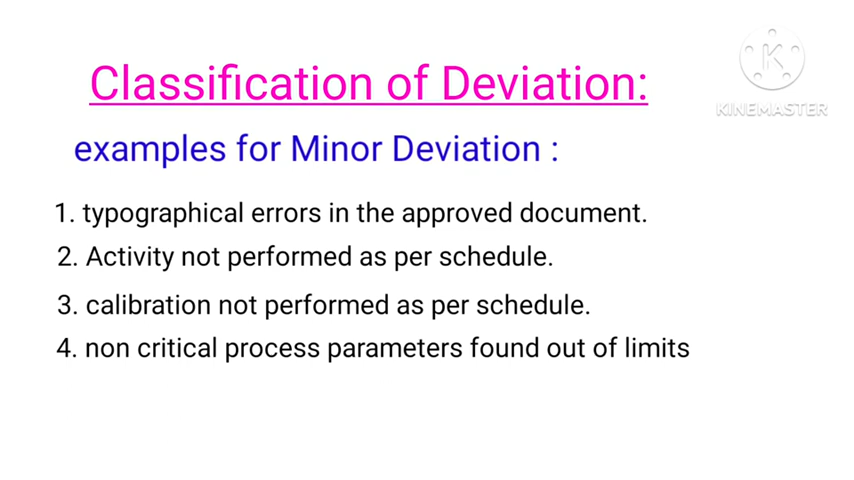 Classification of Deviation:
K
KINEMASTER
examples for Minor Deviation :
1. typographical errors in the approved document.
2. Activity not performed as per schedule.
3. calibration not performed as per schedule.
4. non critical process parameters found out of limits